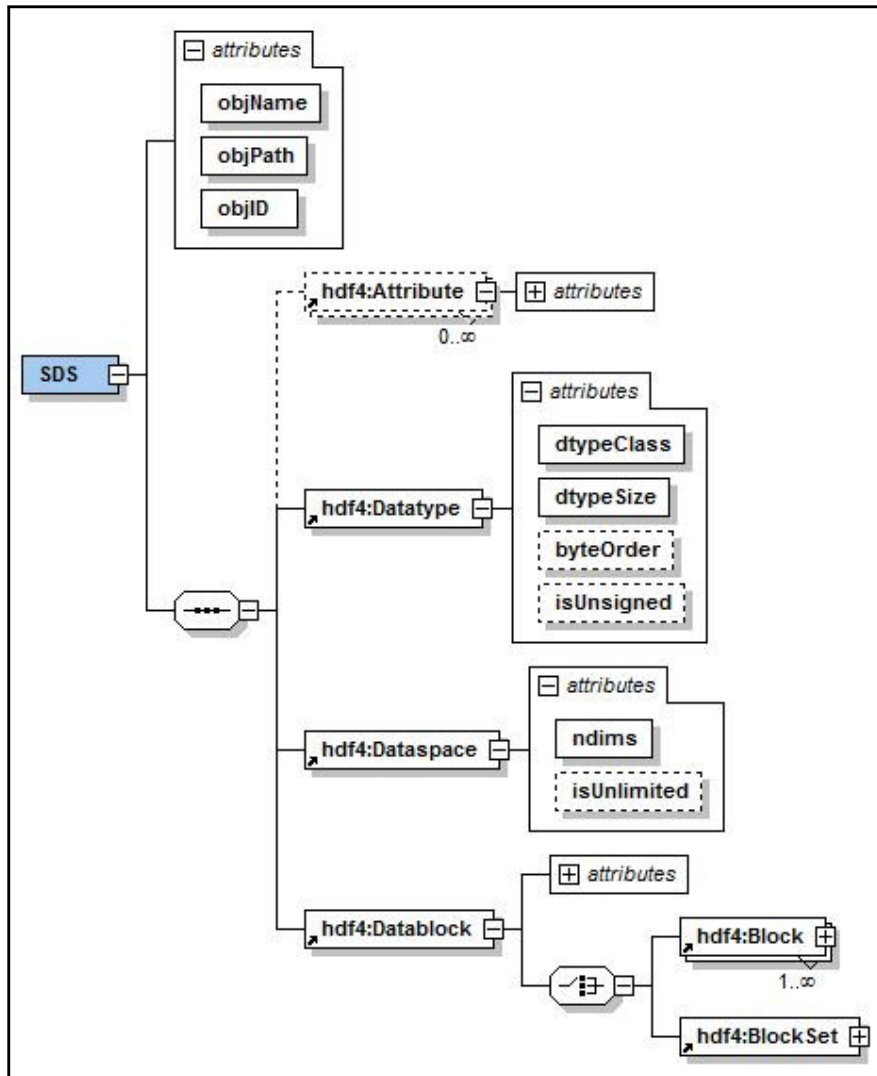 attributes
objName
objPath
objID
hdf4:Attribute
attributes
0..∞
SDS
attributes
dtypeClass
dtypeSize
hdf4:Datatype
byteOrder
isUnsigned
attributes
ndims
hdf4:Dataspace
isUnlimited
attributes
hdf4:Datablock
hdf4:Block
1..∞
hdf4:BlockSet